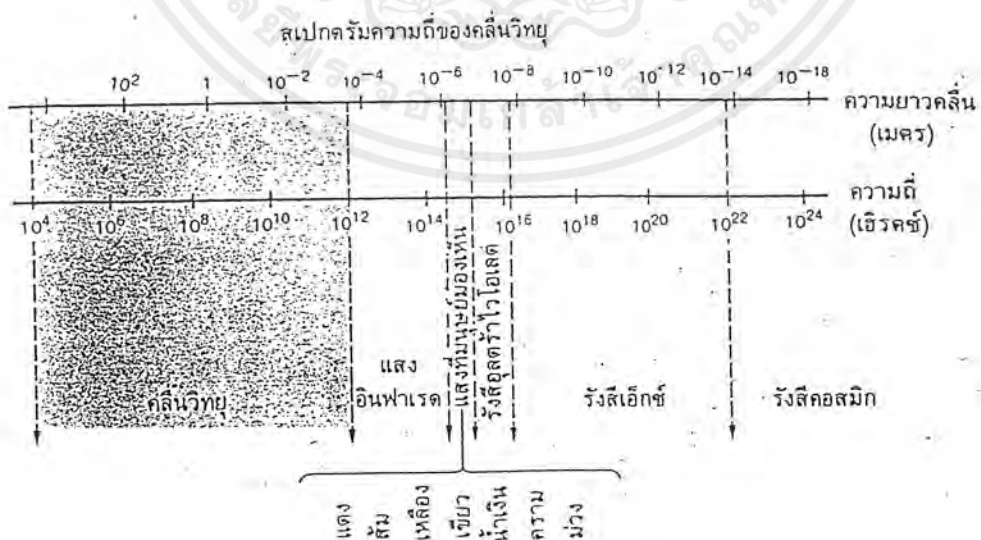 สเปกตรัมความถี่ของคลื่นวิทยุ
10² 1 10⁻² 10⁻⁴ 10⁻⁶ 10⁻⁸ 10⁻¹⁰ 10⁻¹² 10⁻¹⁴ 10⁻¹⁸
ความยาวคลื่น
(เมตร)
ความถี่
(เฮิรตซ์)
10⁴ 10⁶ 10⁸ 10¹⁰ 10¹² 10¹⁴ 10¹⁶ 10¹⁸ 10²⁰ 10²² 10²⁴
คลื่นวิทยุ
แสง
อินฟาเรด
แสงที่มนุษย์มองเห็น
รังสีอุลตร้าไวโอเลต
รังสีเอ็กซ์
รังสีคอสมิก
แดง
ส้ม
เหลือง
เขียว
น้ำเงิน
คราม
ม่วง